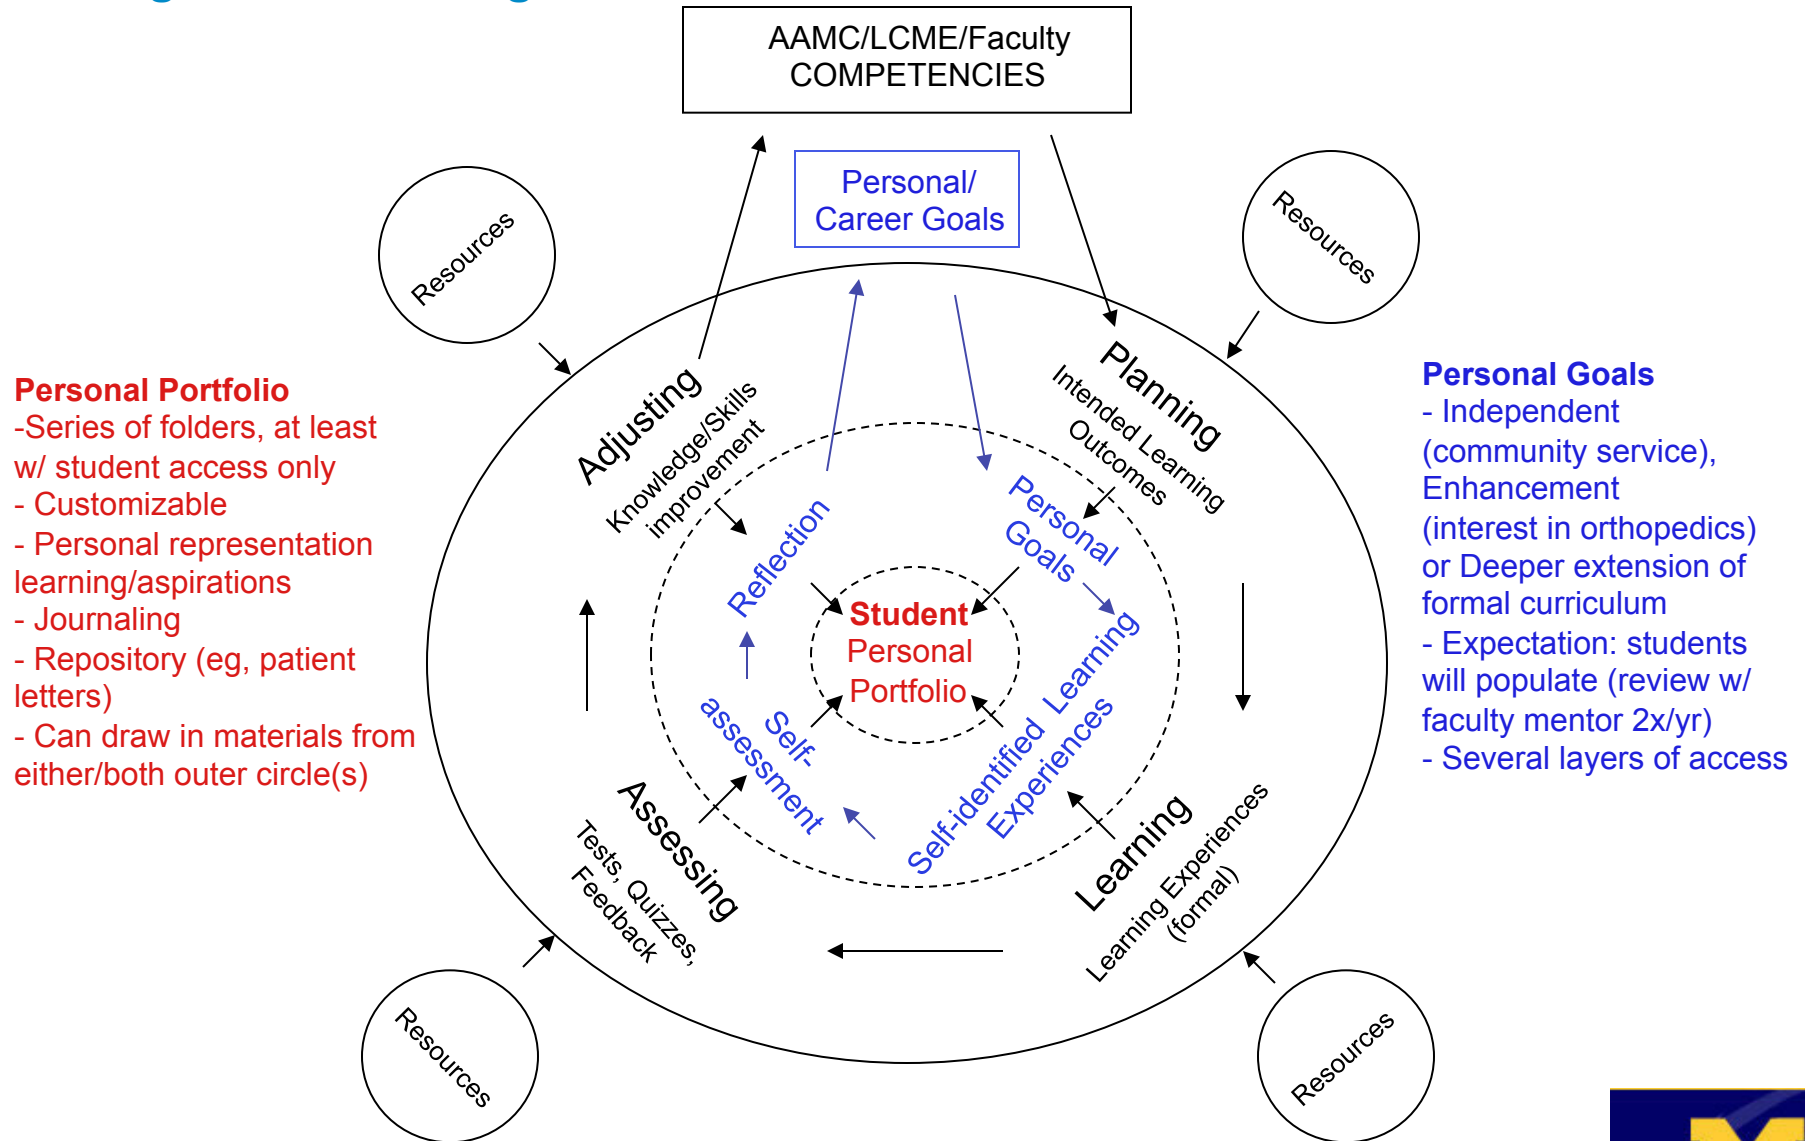 AAMC/LCME/Faculty
COMPETENCIES
Personal/
Career Goals
Resources
Resources
Adjusting
Knowledge/Skills
improvement
Planning
Intended Learning
Outcomes
Personal Portfolio
-Series of folders, at least
w/ student access only
- Customizable
- Personal representation
learning/aspirations
- Journaling
- Repository (eg, patient
letters)
- Can draw in materials from
either/both outer circle(s)
Reflection
Personal
Goals
Student
Personal
Portfolio
Self-
assessment
Self-identified Learning
Experiences
Personal Goals
- Independent
(community service),
Enhancement
(interest in orthopedics)
or Deeper extension of
formal curriculum
- Expectation: students
will populate (review w/
faculty mentor 2x/yr)
- Several layers of access
Assessing
Tests, Quizzes,
Feedback
Learning
Learning Experiences
(formal)
Resources
Resources
M